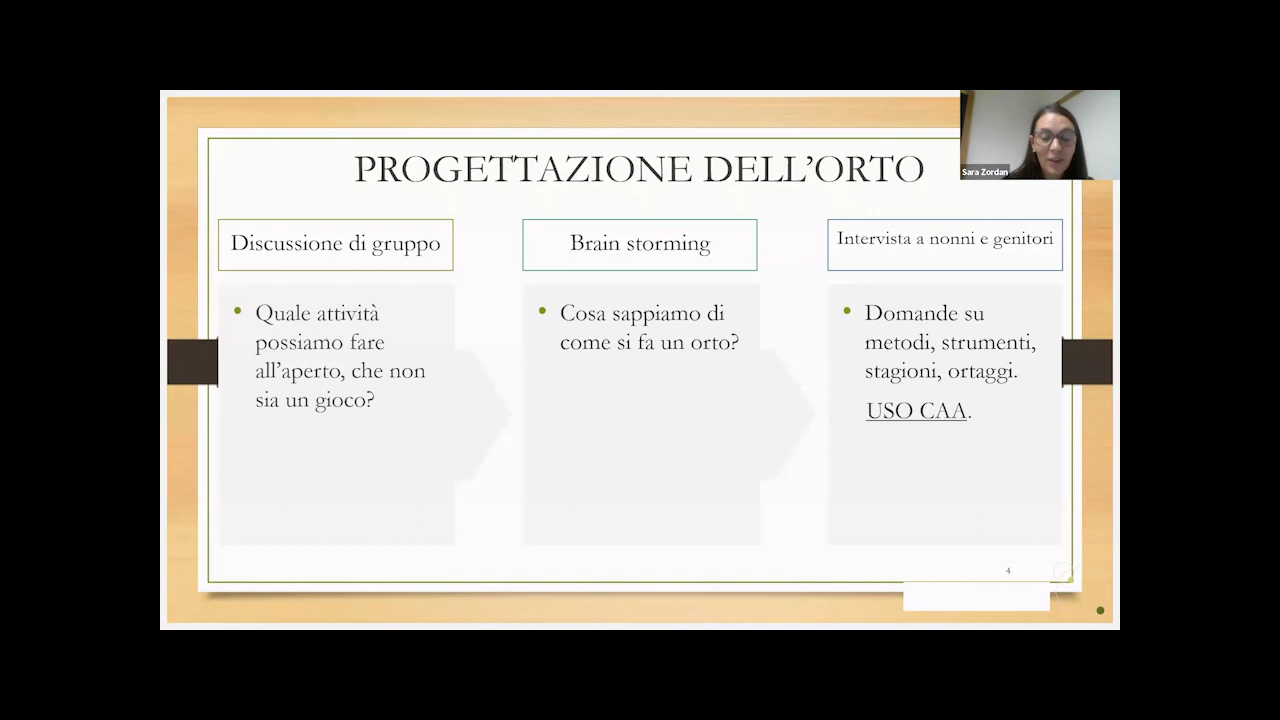 PROGETTAZIONE DELL'ORTO
Sara Zordan
Discussione di gruppo
Brain storming
Intervista a nonni e genitori
• Quale attività
possiamo fare
all'aperto, che non
sia un gioco?
• Cosa sappiamo di
come si fa un orto?
• Domande su
metodi, strumenti,
stagioni, ortaggi.
USO CAA.
4